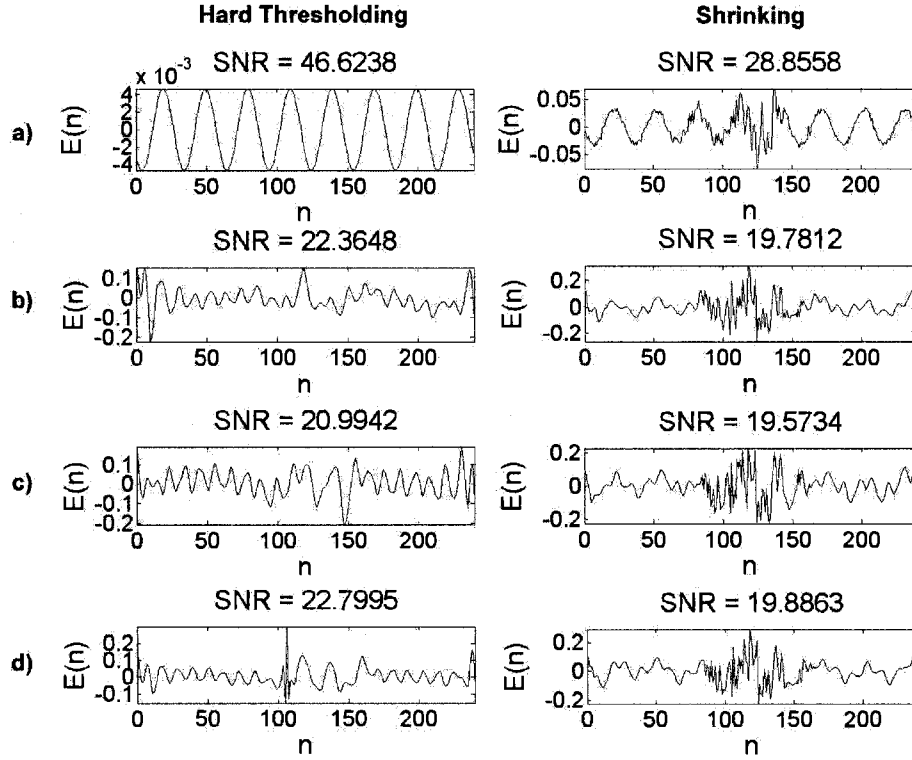 Hard Thresholding
Shrinking
a)
SNR = 46.6238
x 10⁻³
E(n)
4
2
0
-2
-4
0 50 100 150 200
n
SNR = 28.8558
E(n)
0.05
0
-0.05
0 50 100 150 200
n
b)
SNR = 22.3648
E(n)
0.1
0
-0.1
-0.2
0 50 100 150 200
n
SNR = 19.7812
E(n)
0.2
0
-0.2
0 50 100 150 200
n
c)
SNR = 20.9942
E(n)
0.1
0
-0.1
-0.2
0 50 100 150 200
n
SNR = 19.5734
E(n)
0.2
0
-0.2
0 50 100 150 200
n
d)
SNR = 22.7995
E(n)
0.2
0.1
0
-0.1
0 50 100 150 200
n
SNR = 19.8863
E(n)
0.2
0
-0.2
0 50 100 150 200
n